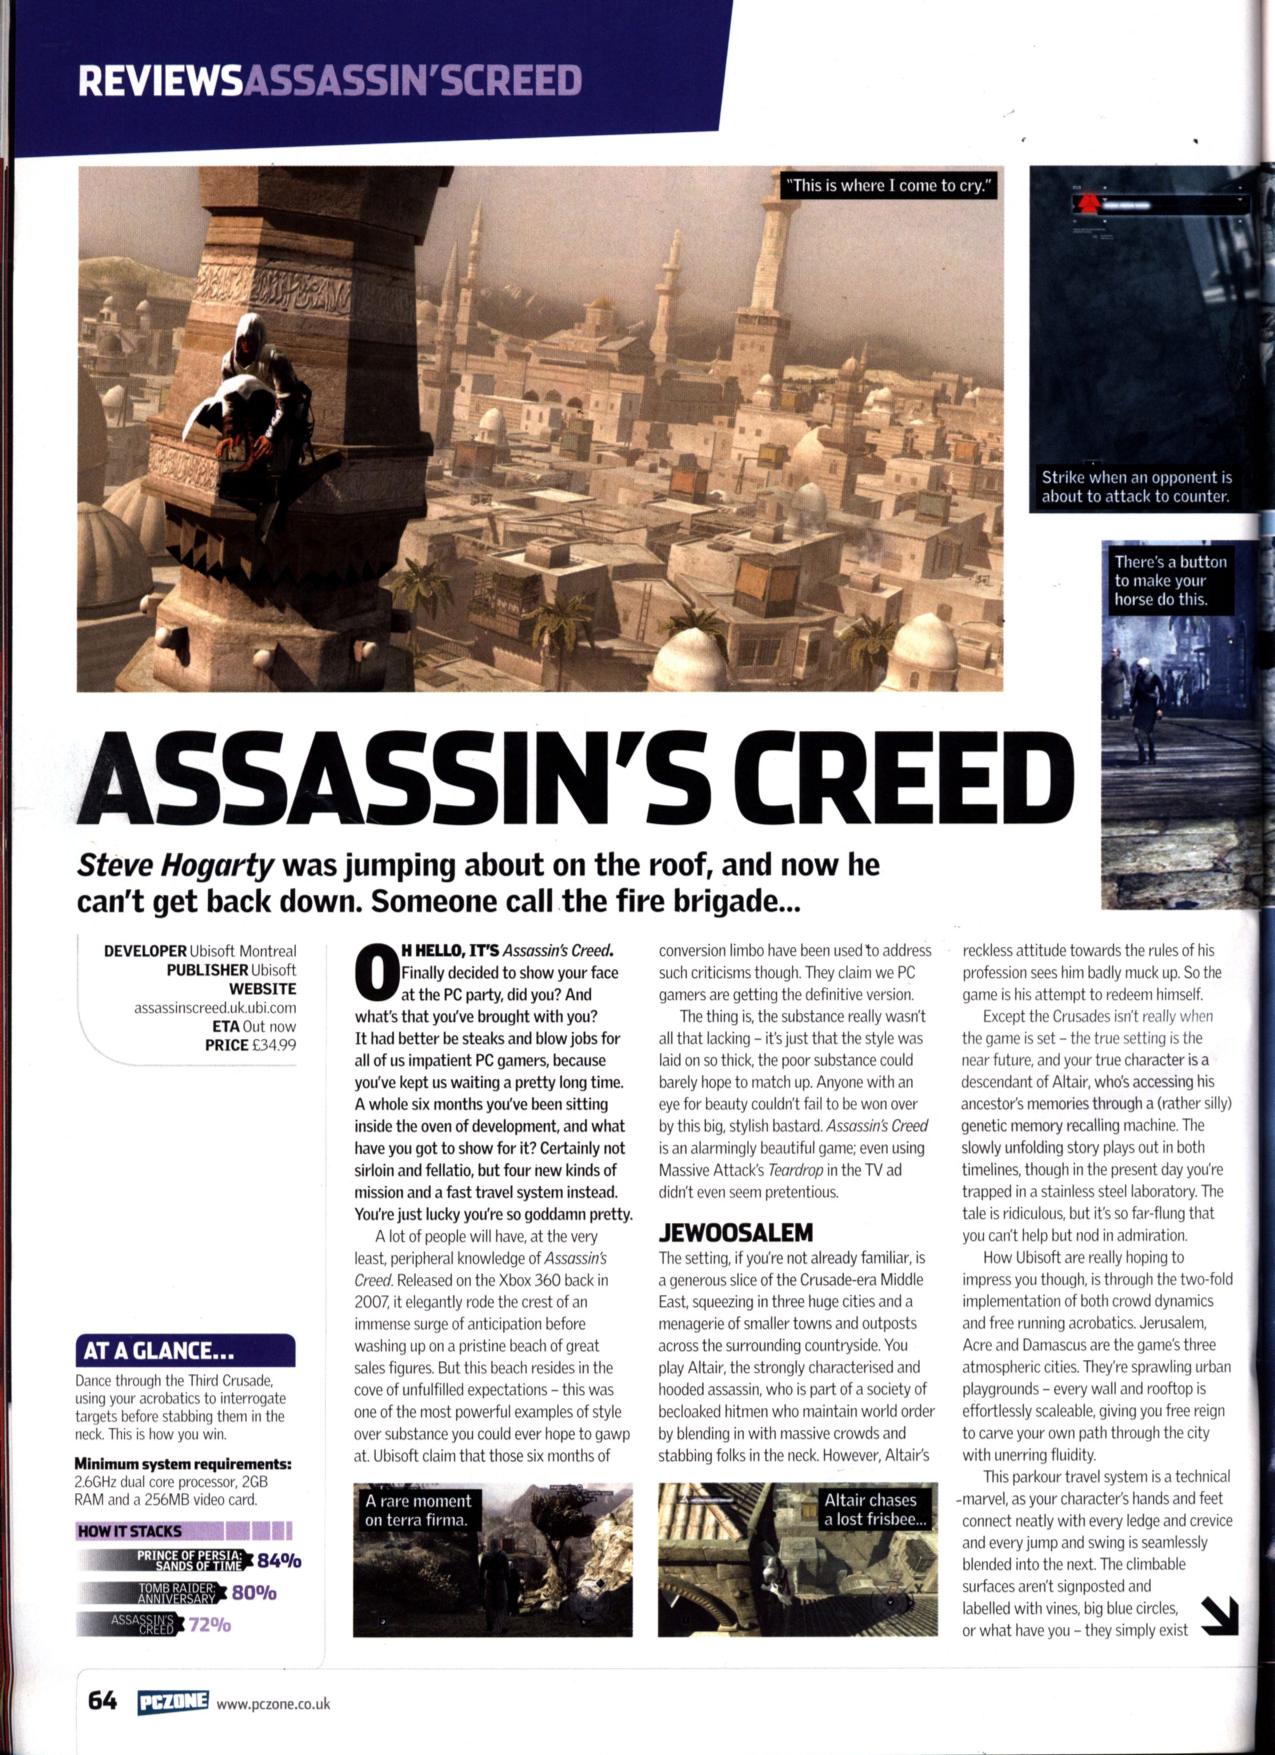 REVIEWSASSASSIN'SCREED
"This is where I come to cry."
Strike when an opponent is
about to attack to counter.
There's a button
to make your
horse do this.
ASSASSIN'S CREED
Steve Hogarty was jumping about on the roof, and now he
can't get back down. Someone call the fire brigade...
DEVELOPER Ubisoft Montreal
PUBLISHER Ubisoft
WEBSITE
assassinscreed.uk.ubi.com
ETA Out now
PRICE £34.99
AT A GLANCE...
Dance through the Third Crusade,
using your acrobatics to interrogate
targets before stabbing them in the
neck. This is how you win.
Minimum system requirements:
2.6GHz dual core processor, 2GB
RAM and a 256MB video card.
HOW IT STACKS
PRINCE OF PERSIA:
SANDS OF TIME 84%
TOMB RAIDER:
ANNIVERSARY 80%
ASSASSIN'S
CREED 72%
OH HELLO, IT'S Assassin's Creed.
Finally decided to show your face
at the PC party, did you? And
what's that you've brought with you?
It had better be steaks and blow jobs for
all of us impatient PC gamers, because
you've kept us waiting a pretty long time.
A whole six months you've been sitting
inside the oven of development, and what
have you got to show for it? Certainly not
sirloin and fellatio, but four new kinds of
mission and a fast travel system instead.
You're just lucky you're so goddamn pretty.
A lot of people will have, at the very
least, peripheral knowledge of Assassin's
Creed. Released on the Xbox 360 back in
2007, it elegantly rode the crest of an
immense surge of anticipation before
washing up on a pristine beach of great
sales figures. But this beach resides in the
cove of unfulfilled expectations – this was
one of the most powerful examples of style
over substance you could ever hope to gawp
at. Ubisoft claim that those six months of
conversion limbo have been used to address
such criticisms though. They claim we PC
gamers are getting the definitive version.
The thing is, the substance really wasn't
all that lacking – it's just that the style was
laid on so thick, the poor substance could
barely hope to match up. Anyone with an
eye for beauty couldn't fail to be won over
by this big, stylish bastard. Assassin's Creed
is an alarmingly beautiful game; even using
Massive Attack's Teardrop in the TV ad
didn't even seem pretentious.
JEWOOSALEM
The setting, if you're not already familiar, is
a generous slice of the Crusade-era Middle
East, squeezing in three huge cities and a
menagerie of smaller towns and outposts
across the surrounding countryside. You
play Altair, the strongly characterised and
hooded assassin, who is part of a society of
becloaked hitmen who maintain world order
by blending in with massive crowds and
stabbing folks in the neck. However, Altair's
reckless attitude towards the rules of his
profession sees him badly muck up. So the
game is his attempt to redeem himself.
Except the Crusades isn't really when
the game is set – the true setting is the
near future, and your true character is a
descendant of Altair, who's accessing his
ancestor's memories through a (rather silly)
genetic memory recalling machine. The
slowly unfolding story plays out in both
timelines, though in the present day you're
trapped in a stainless steel laboratory. The
tale is ridiculous, but it's so far-flung that
you can't help but nod in admiration.
How Ubisoft are really hoping to
impress you though, is through the two-fold
implementation of both crowd dynamics
and free running acrobatics. Jerusalem,
Acre and Damascus are the game's three
atmospheric cities. They're sprawling urban
playgrounds – every wall and rooftop is
effortlessly scaleable, giving you free reign
to carve your own path through the city
with unerring fluidity.
This parkour travel system is a technical
marvel, as your character's hands and feet
connect neatly with every ledge and crevice
and every jump and swing is seamlessly
blended into the next. The climbable
surfaces aren't signposted and
labelled with vines, big blue circles,
or what have you – they simply exist
A rare moment
on terra firma.
Altair chases
a lost frisbee...
64 PCZONE www.pczone.co.uk